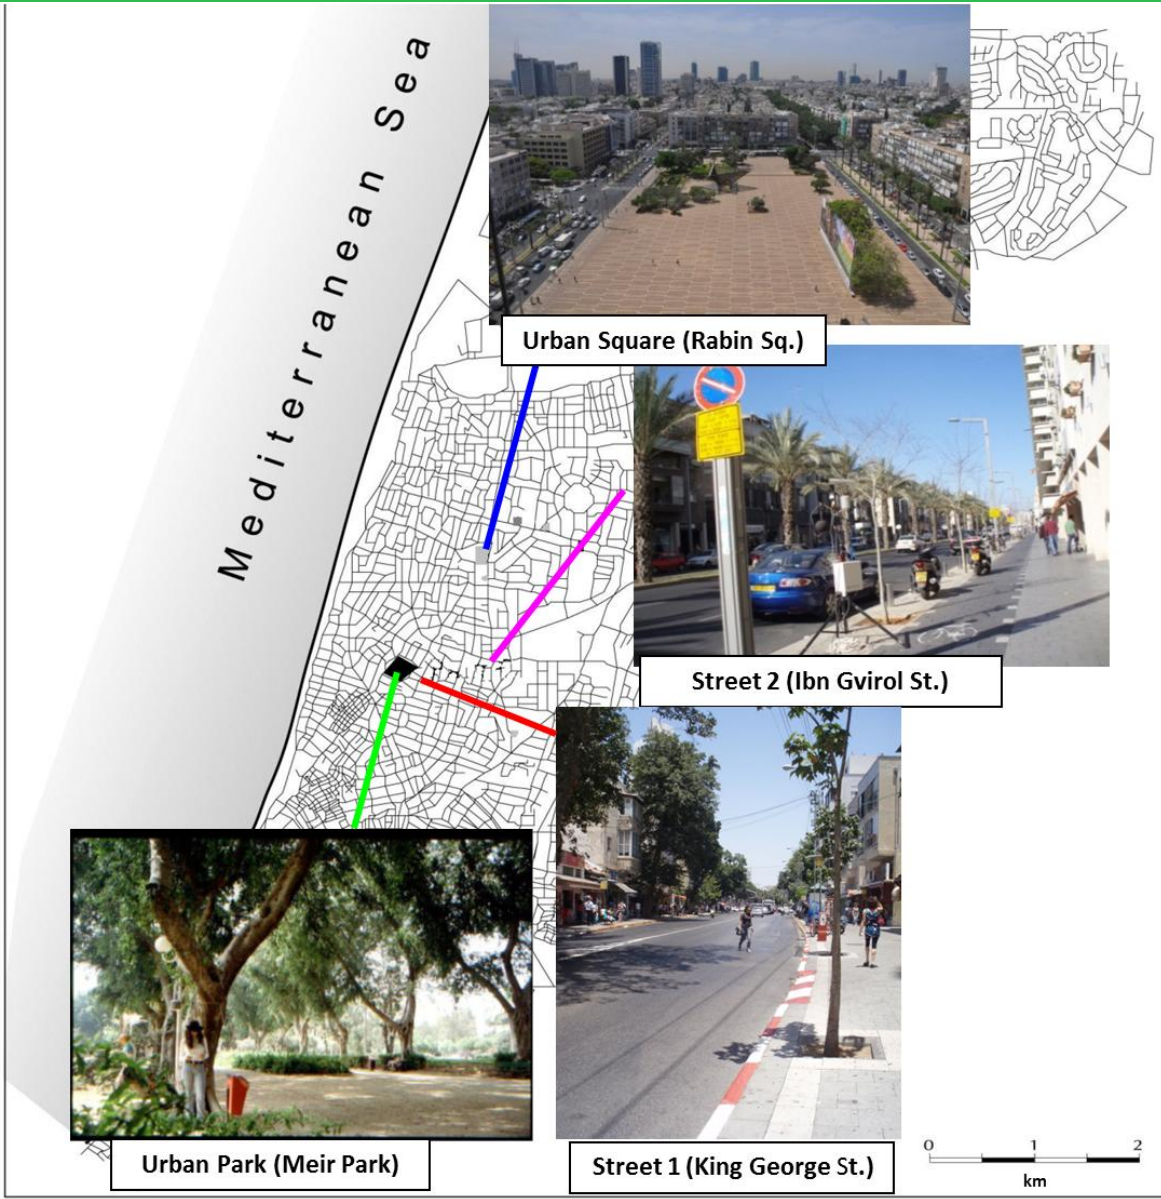 Mediterranean Sea
Urban Square (Rabin Sq.)
Street 2 (Ibn Gvirol St.)
Urban Park (Meir Park)
Street 1 (King George St.)
0 1 2
km